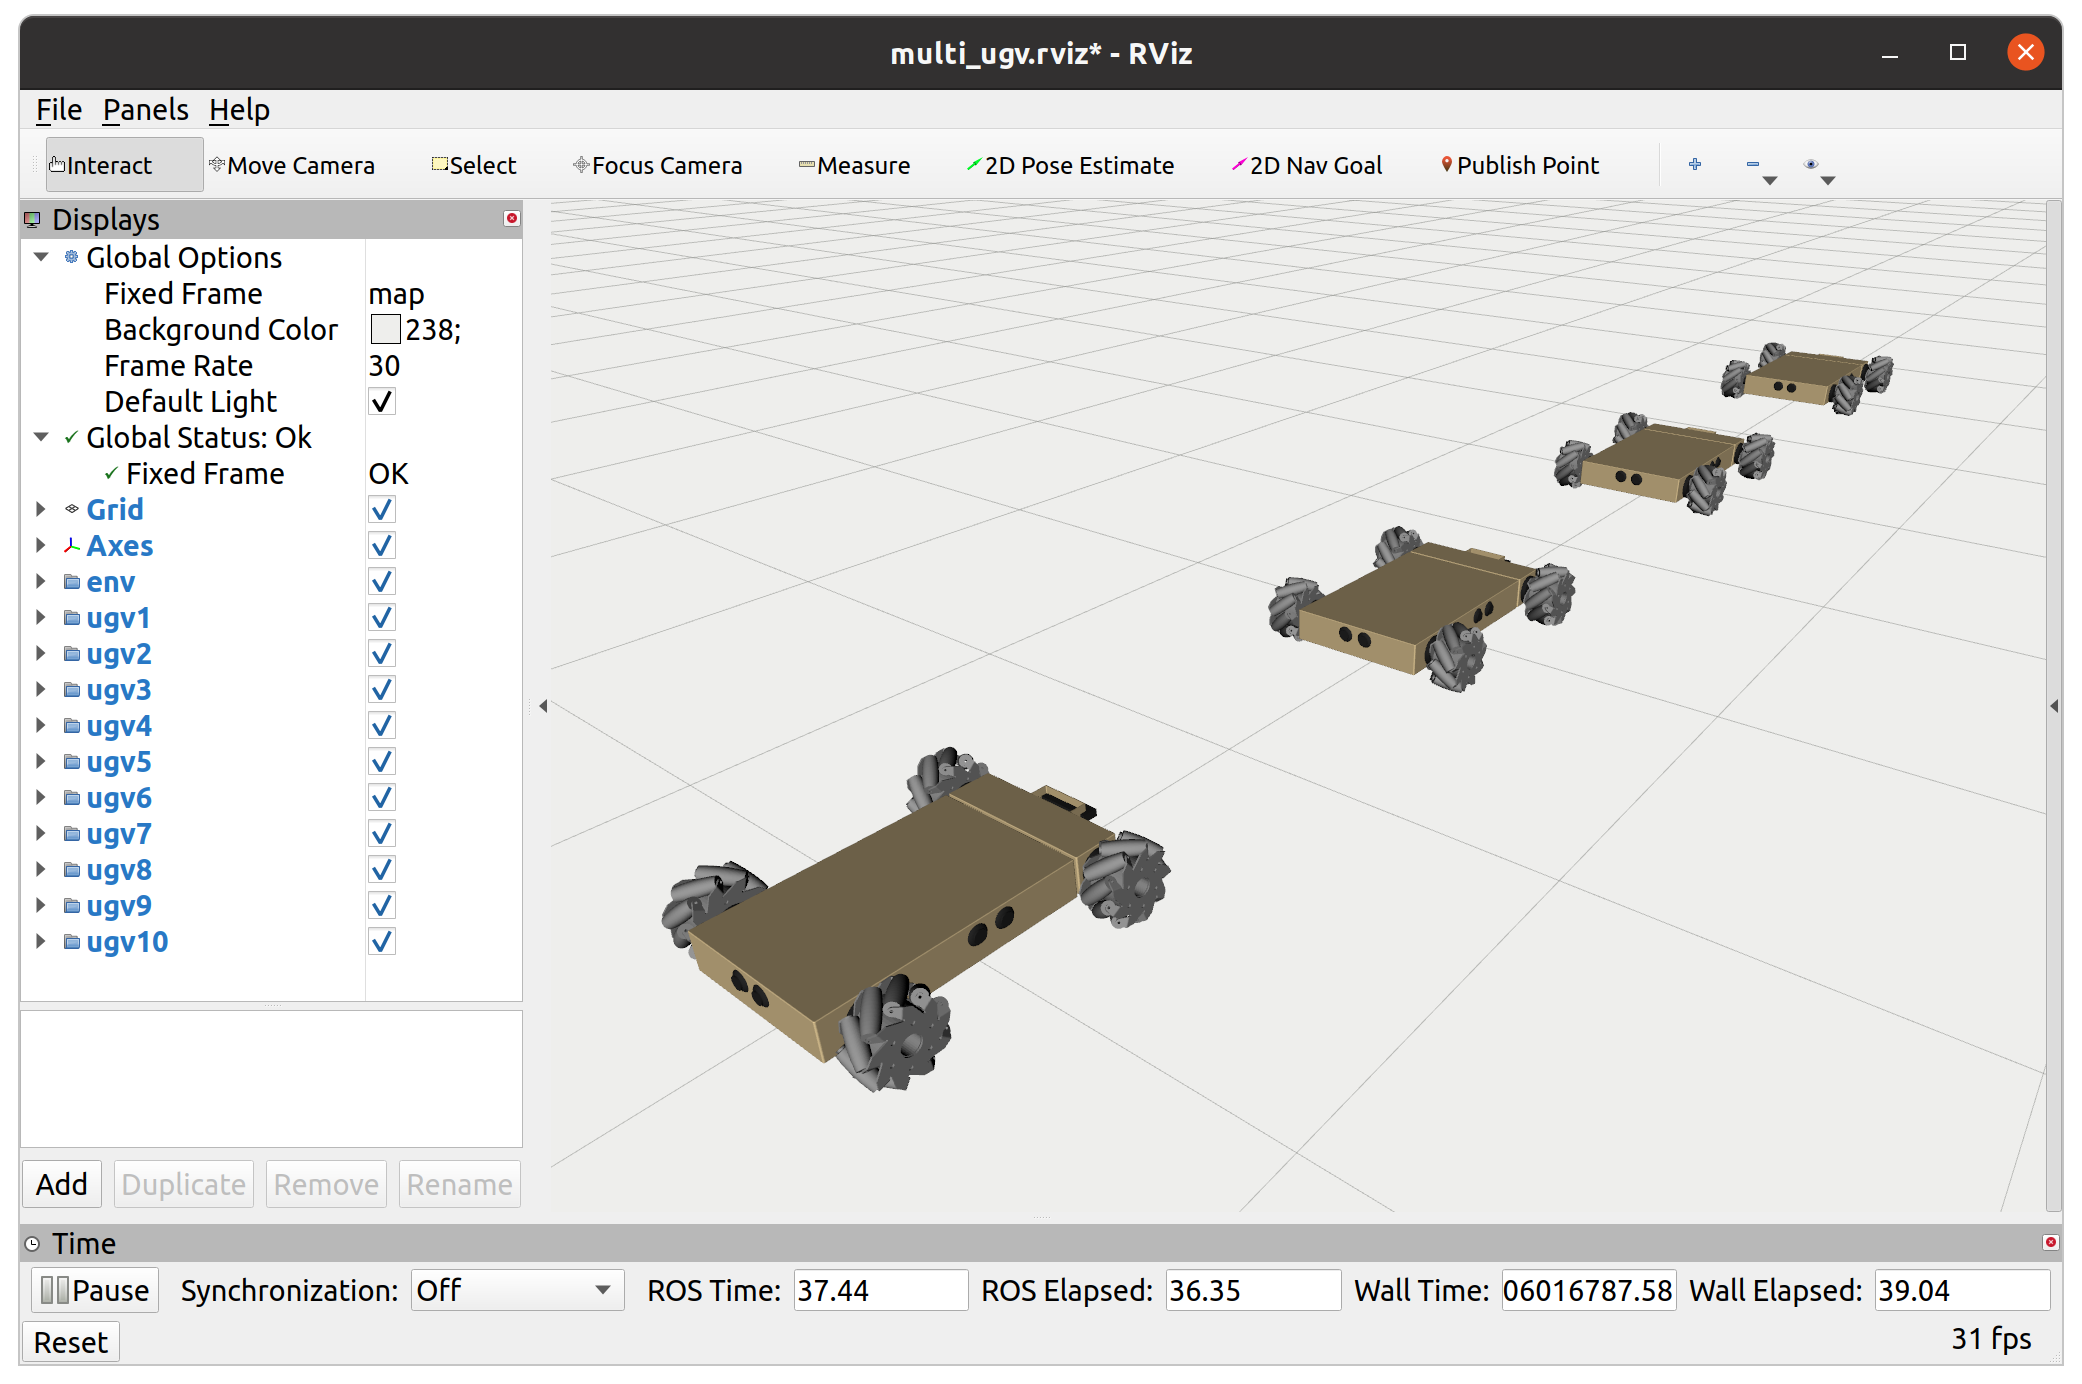 multi_ugv.rviz* - RViz
File Panels Help
Interact Move Camera Select Focus Camera Measure 2D Pose Estimate 2D Nav Goal Publish Point
Displays
Global Options
Fixed Frame map
Background Color 238;
Frame Rate 30
Default Light
Global Status: Ok
Fixed Frame OK
Grid
Axes
env
ugv1
ugv2
ugv3
ugv4
ugv5
ugv6
ugv7
ugv8
ugv9
ugv10
Add Duplicate Remove Rename
Time
Pause Synchronization: Off ROS Time: 37.44 ROS Elapsed: 36.35 Wall Time: 06016787.58 Wall Elapsed: 39.04
Reset 31 fps